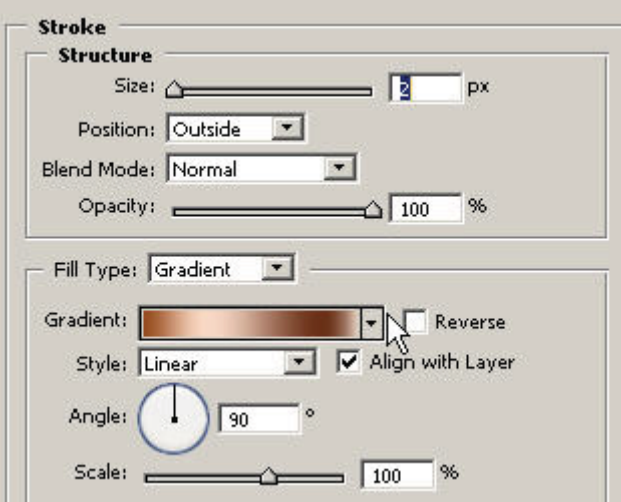 Stroke
Structure
Size: 2 px
Position: Outside
Blend Mode: Normal
Opacity: 100 %
Fill Type: Gradient
Gradient: Reverse
Style: Linear Align with Layer
Angle: 90 °
Scale: 100 %